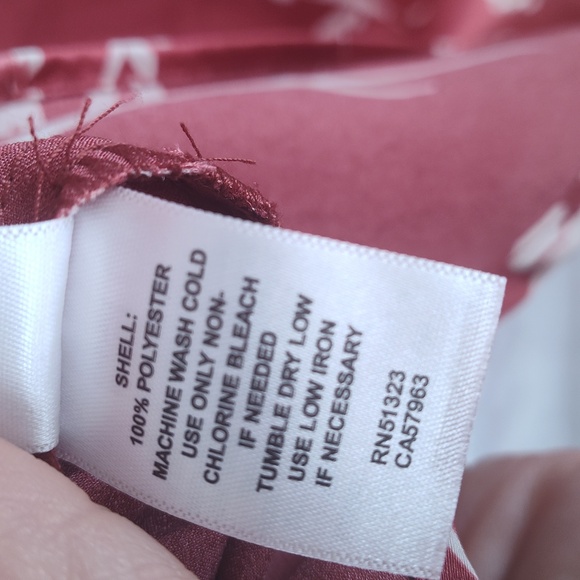 SHELL:
100% POLYESTER
MACHINE WASH COLD
USE ONLY NON-
CHLORINE BLEACH
IF NEEDED
TUMBLE DRY LOW
USE LOW IRON
IF NECESSARY
RN51323
CA57963